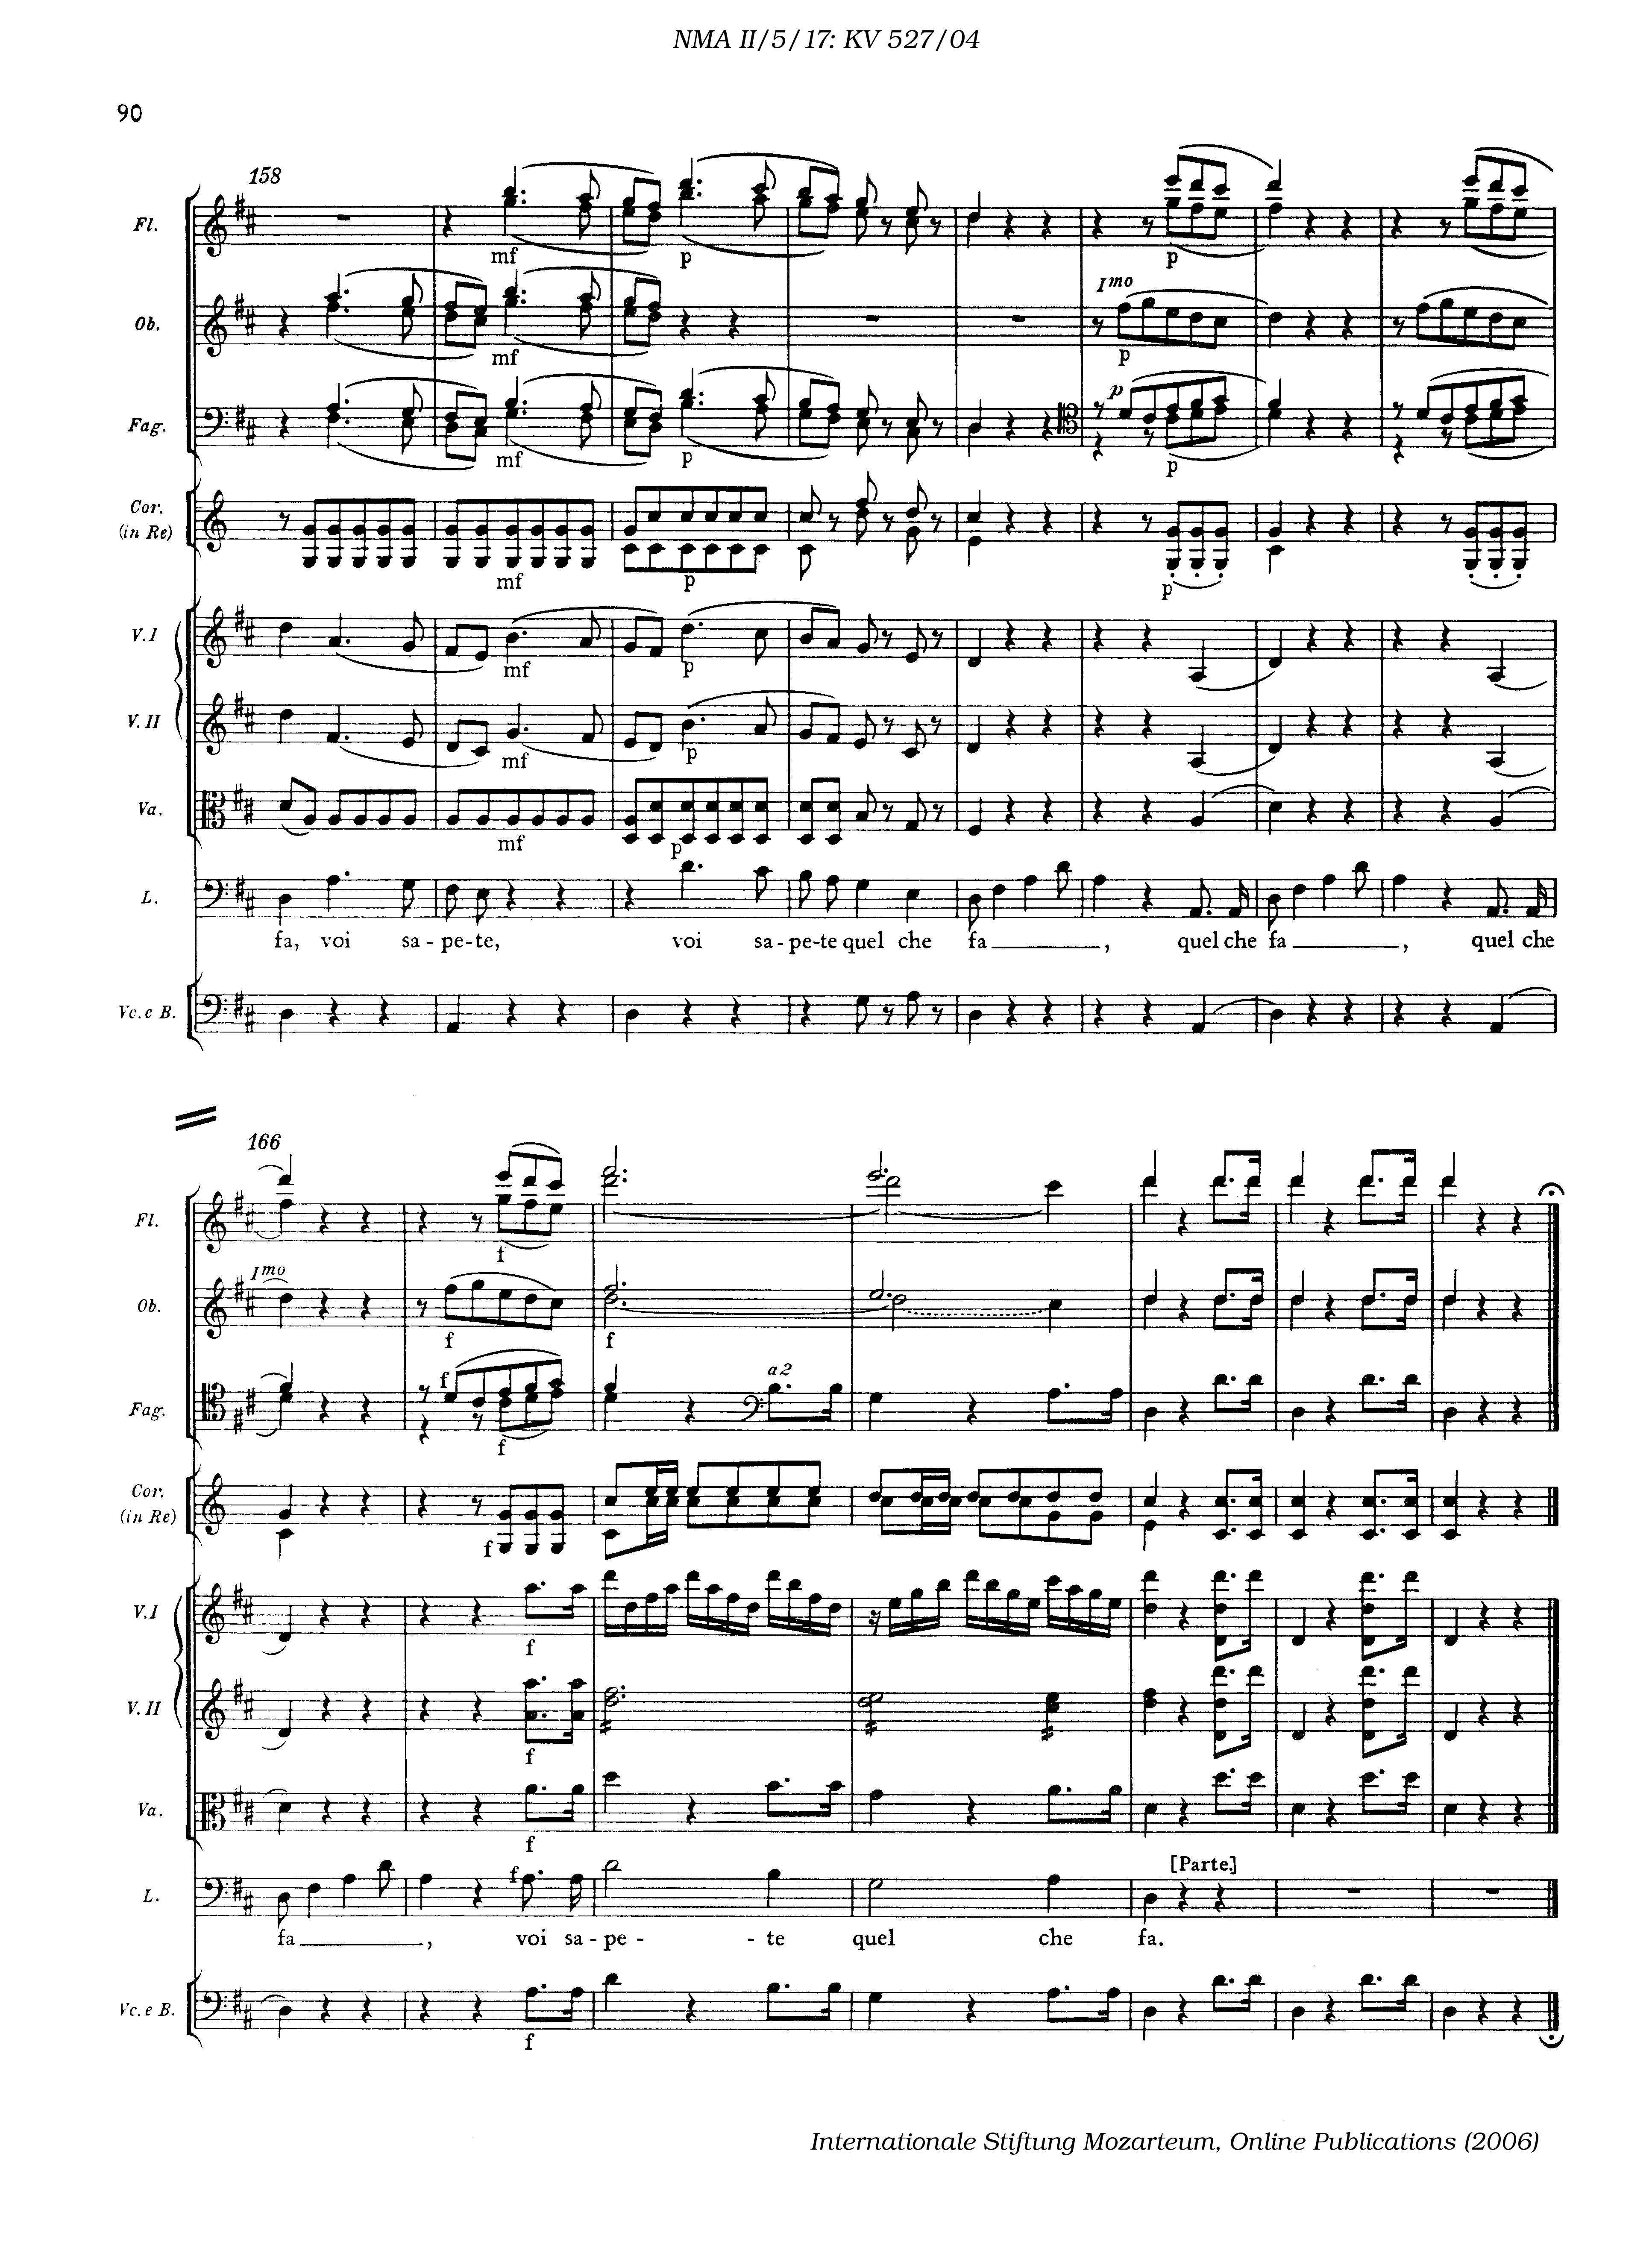 NMA II/5/17: KV 527/04
90
158
Fl.
mf
p
p
Imo
Ob.
mf
p
p
Fag.
mf
p
p
Cor.
(in Re)
mf
p
p
V. I
mf
p
V. II
mf
p
Va.
mf
p
L.
fa, voi sa - pe - te, voi sa - pe - te quel che fa , quel che fa , quel che
Vc. e B.
166
Fl.
f
Imo
Ob.
f
f
a 2
f
Fag.
f
Cor.
(in Re)
f
V. I
f
V. II
f
Va.
f
[Parte.]
f
L.
fa , voi sa - pe - - te quel che fa.
Vc. e B.
f
Internationale Stiftung Mozarteum, Online Publications (2006)